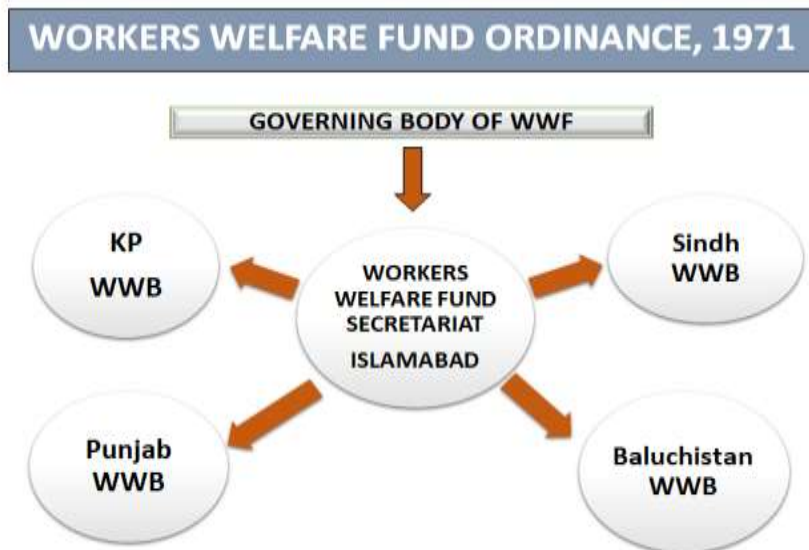 WORKERS WELFARE FUND ORDINANCE, 1971
GOVERNING BODY OF WWF
KP
WWB
Sindh
WWB
WORKERS
WELFARE FUND
SECRETARIAT
ISLAMABAD
Punjab
WWB
Baluchistan
WWB